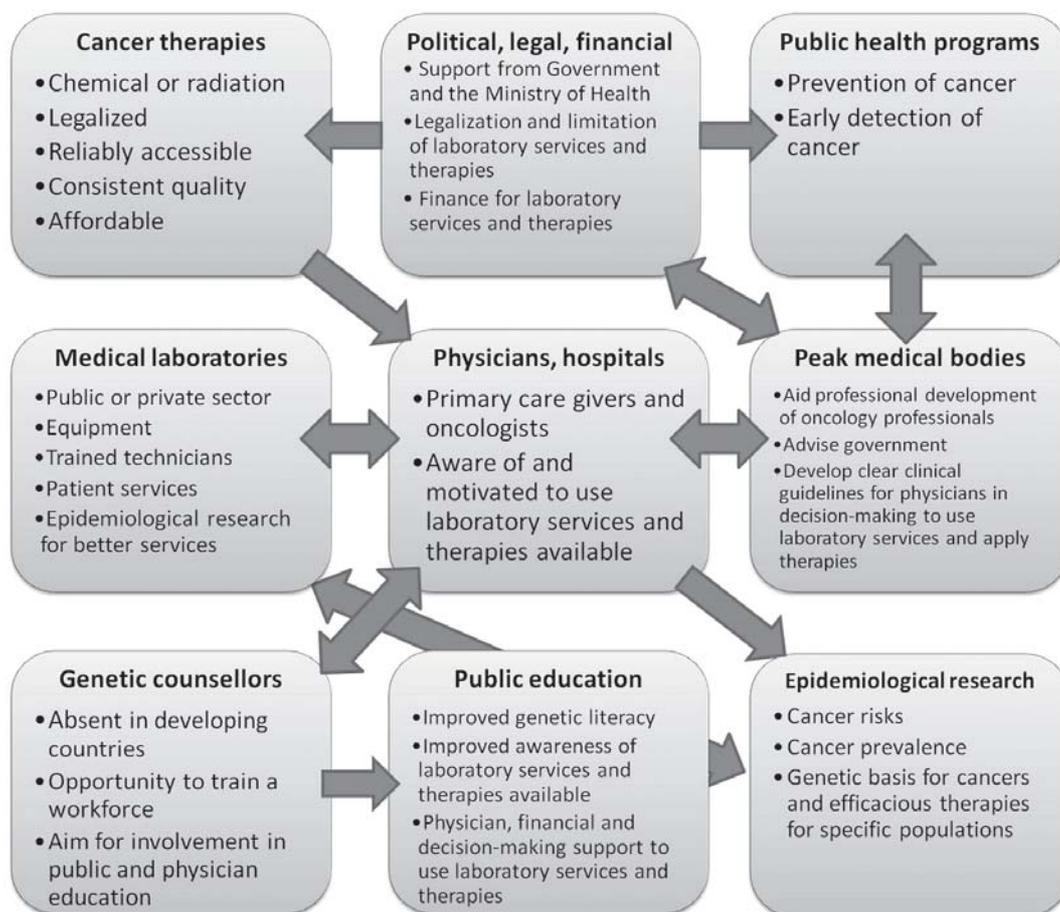 Cancer therapies
•Chemical or radiation
•Legalized
•Reliably accessible
•Consistent quality
•Affordable
Political, legal, financial
• Support from Government
and the Ministry of Health
•Legalization and limitation
of laboratory services and
therapies
• Finance for laboratory
services and therapies
Public health programs
•Prevention of cancer
•Early detection of
cancer
Medical laboratories
•Public or private sector
•Equipment
•Trained technicians
•Patient services
•Epidemiological research
for better services
Physicians, hospitals
•Primary care givers and
oncologists
•Aware of and
motivated to use
laboratory services and
therapies available
Peak medical bodies
•Aid professional development
of oncology professionals
•Advise government
•Develop clear clinical
guidelines for physicians in
decision-making to use
laboratory services and apply
therapies
Genetic counsellors
•Absent in developing
countries
•Opportunity to train a
workforce
•Aim for involvement in
public and physician
education
Public education
•Improved genetic literacy
•Improved awareness of
laboratory services and
therapies available
•Physician, financial and
decision-making support to
use laboratory services and
therapies
Epidemiological research
•Cancer risks
•Cancer prevalence
•Genetic basis for cancers
and efficacious therapies
for specific populations